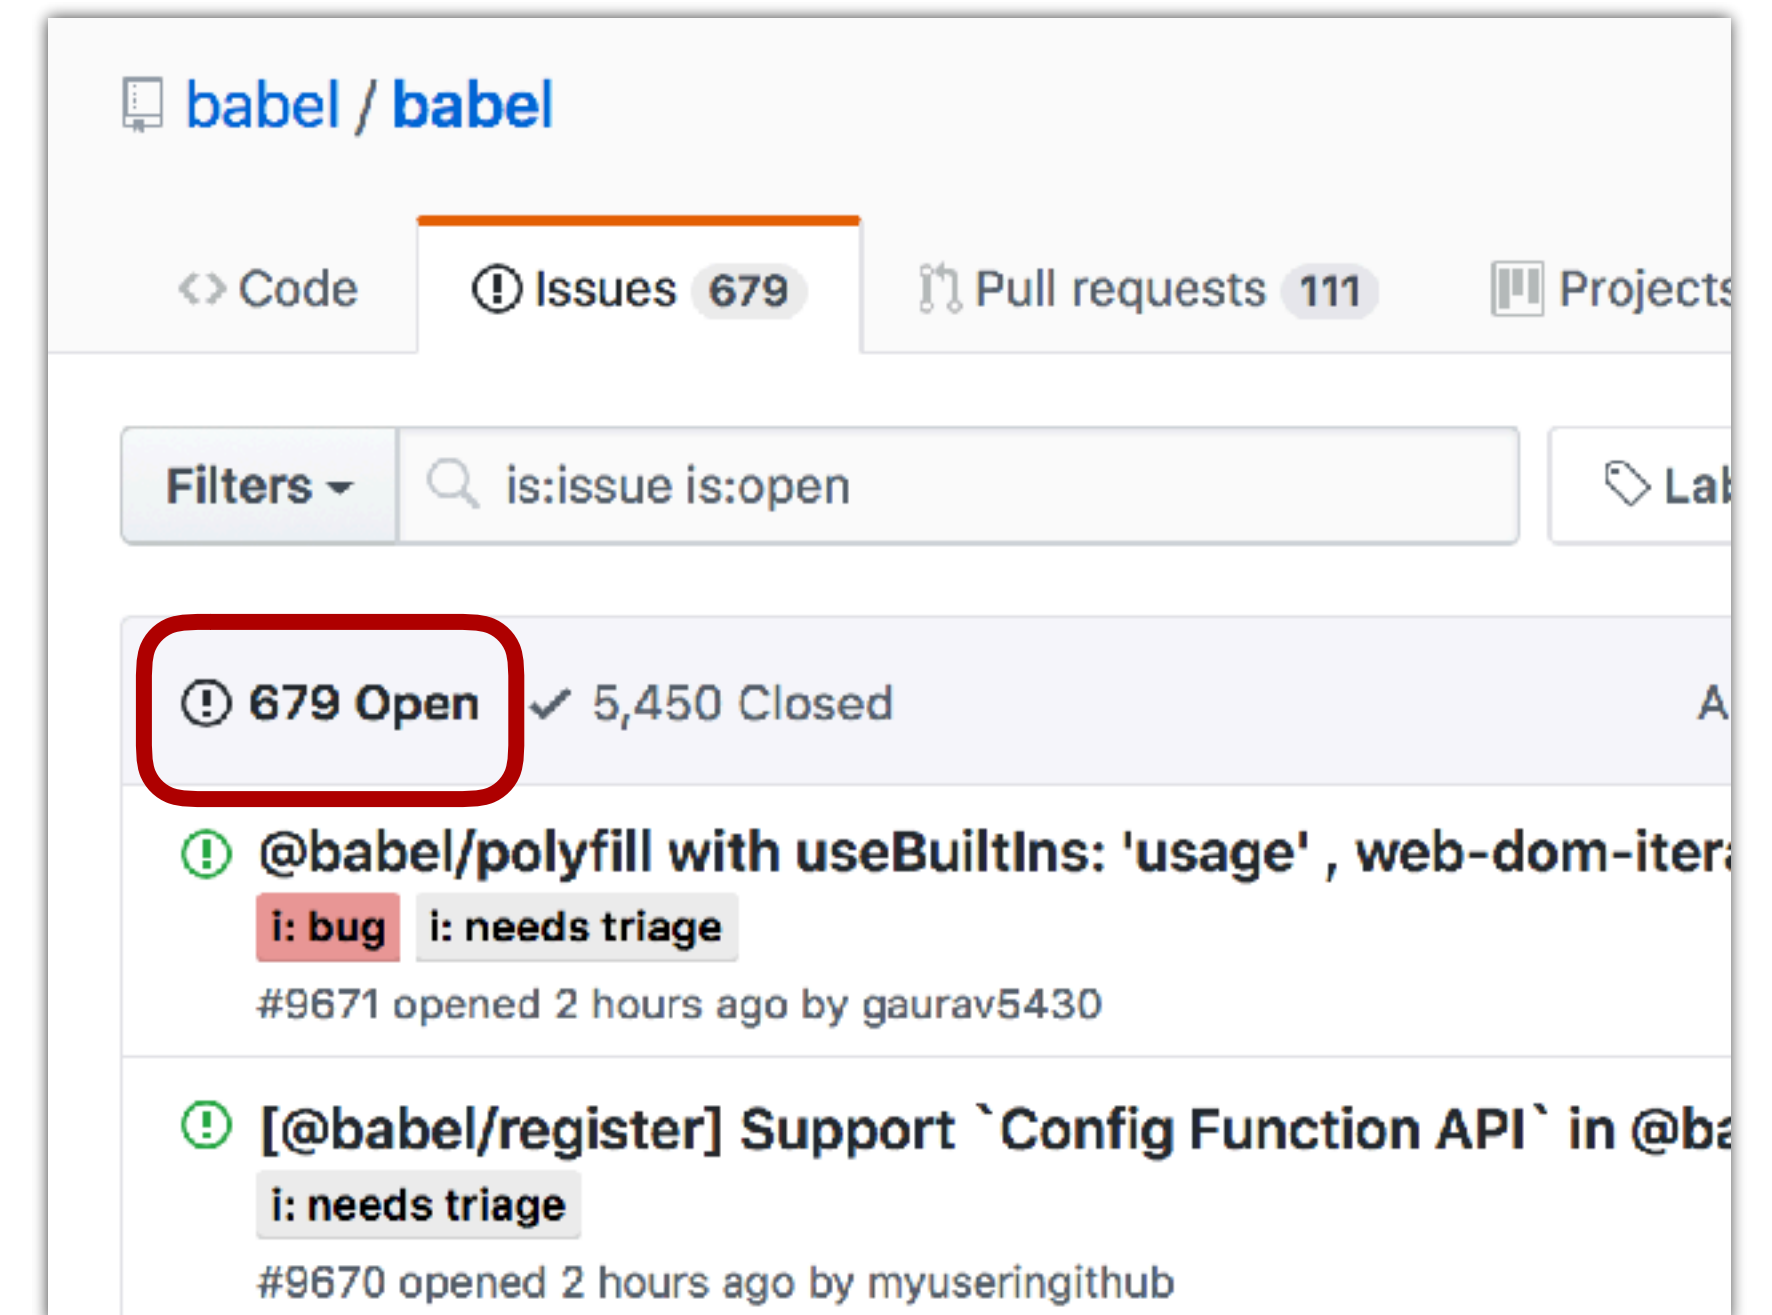 babel / babel
Code Issues 679 Pull requests 111 Projects
Filters is:issue is:open
679 Open 5,450 Closed
@babel/polyfill with useBuiltIns: 'usage' , web-dom-itera
i: bug i: needs triage
#9671 opened 2 hours ago by gaurav5430
[@babel/register] Support `Config Function API` in @ba
i: needs triage
#9670 opened 2 hours ago by myuseringithub